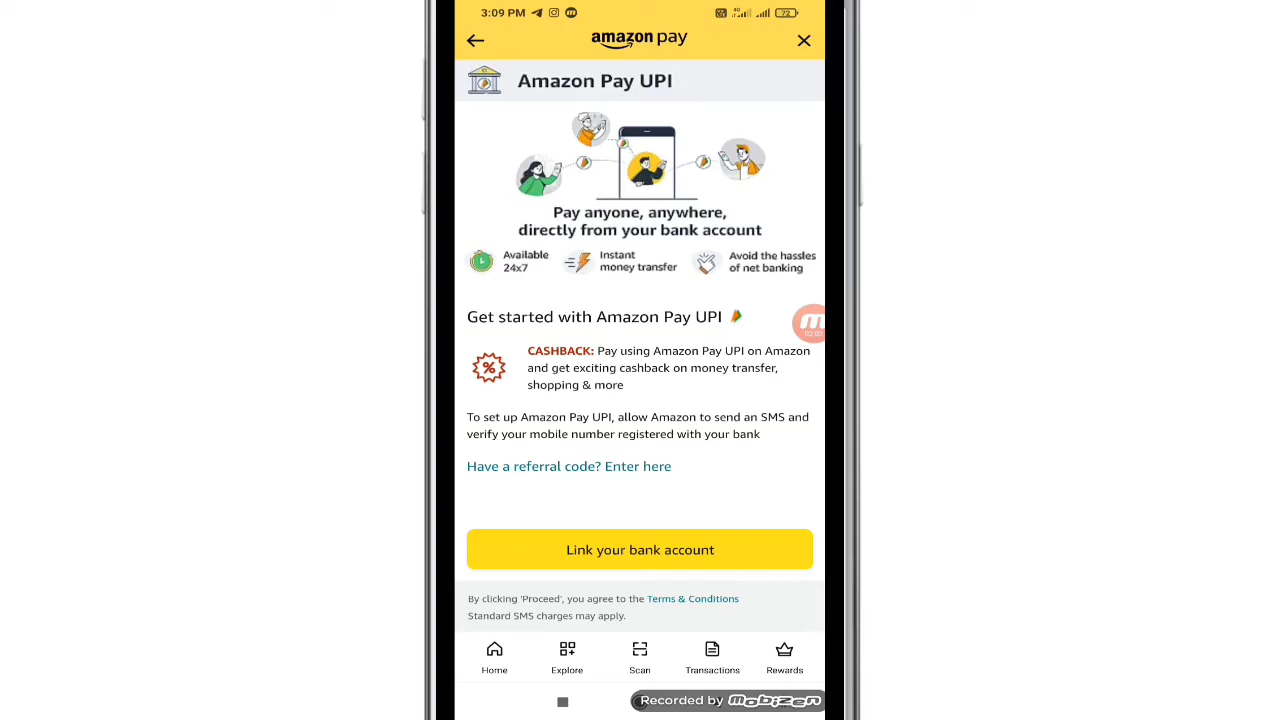 3:09 PM
4G
72
amazon pay
Amazon Pay UPI
Pay anyone, anywhere,
directly from your bank account
Available
24x7
Instant
money transfer
Avoid the hassles
of net banking
Get started with Amazon Pay UPI
CASHBACK: Pay using Amazon Pay UPI on Amazon
and get exciting cashback on money transfer,
shopping & more
To set up Amazon Pay UPI, allow Amazon to send an SMS and
verify your mobile number registered with your bank
Have a referral code? Enter here
Link your bank account
By clicking 'Proceed', you agree to the Terms & Conditions
Standard SMS charges may apply.
Home
Explore
Scan
Transactions
Rewards
Recorded by mobizen